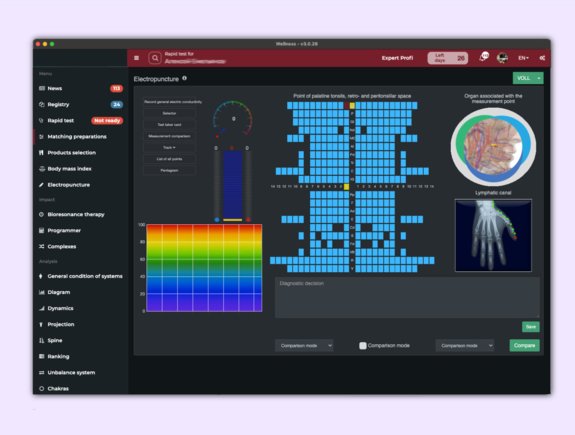 Wellness - v3.0.26
Menu
News
113
Registry
24
Rapid test
Not ready
Matching preparations
Products selection
Body mass index
Electropuncture
Impact
Bioresonance therapy
Programmer
Complexes
Analysis
General condition of systems
Diagram
Dynamics
Projection
Spine
Ranking
Unbalance system
Chakras
Rapid test for
Expert Profi
Left days
26
EN
Electropuncture
VOLL
Record general electric conductivity
Selector
Test label card
Measurement comparison
Track
List of all points
Pentagram
0
0 0
100
80
60
40
20
0
Point of palatine tonsils, retro- and peritonsillar space
14 13 12 11 10 9 8 7 6 5 4 3 2
1 2 3 4 5 6 7 8 9 10 11 12 13 14
Organ associated with the measurement point
Lymphatic canal
Diagnostic decision
Save
Comparison mode
Comparison mode
Comparison mode
Compare